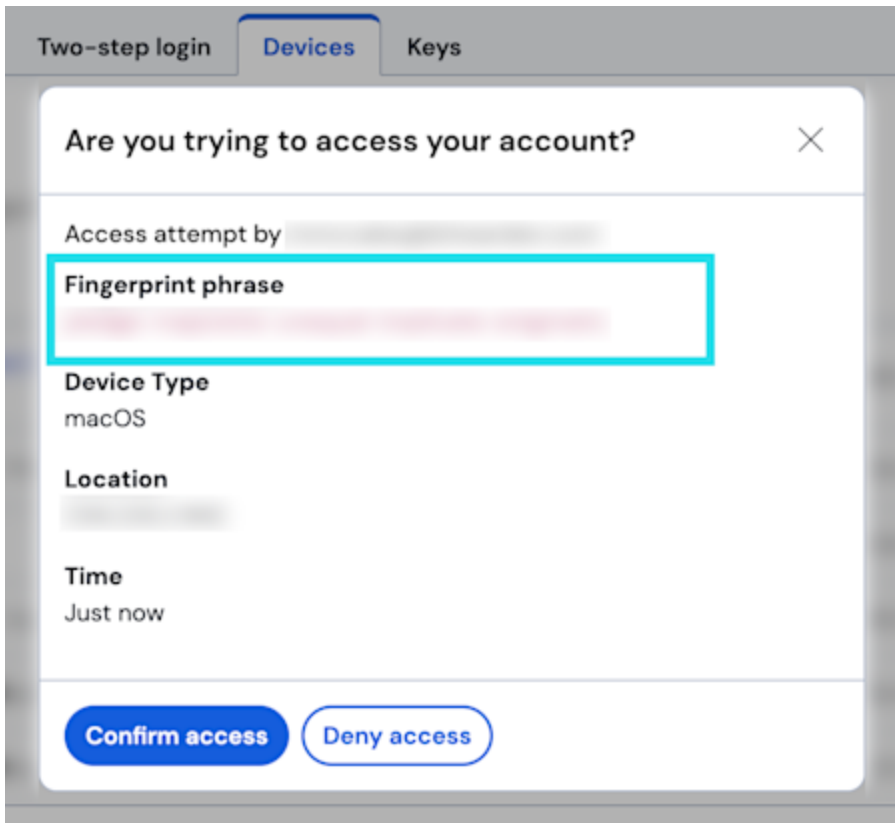 Two-step login Devices Keys
Are you trying to access your account?
Access attempt by
Fingerprint phrase
Device Type
macOS
Location
Time
Just now
Confirm access Deny access